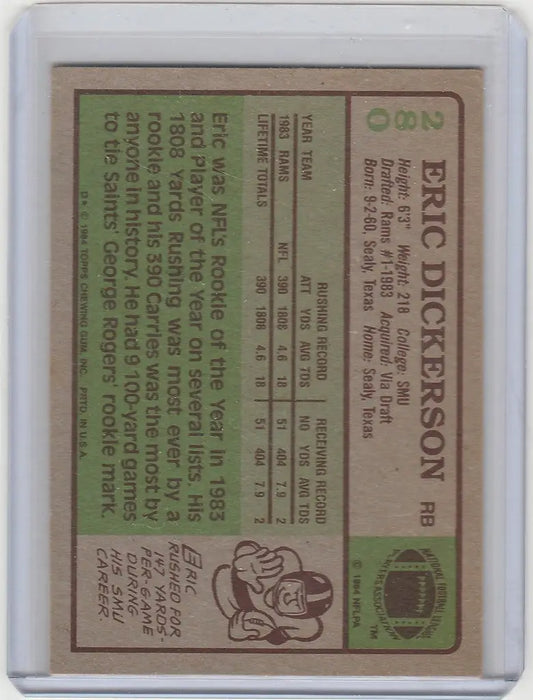 280
ERIC DICKERSON RB
Height: 6'3" Weight: 218 College: SMU
Drafted: Rams #1-1983 Acquired: Via Draft
Born: 9-2-60, Sealy, Texas Home: Sealy, Texas
NATIONAL FOOTBALL LEAGUE
PLAYERS ASSOCIATION
TM
© 1984 NFLPA
RUSHING RECORD RECEIVING RECORD
YEAR TEAM ATT YDS AVG TDS NO YDS AVG TDS
1983 RAMS NFL 390 1808 4.6 18 51 404 7.9 2
LIFETIME TOTALS 390 1808 4.6 18 51 404 7.9 2
Eric was NFL's Rookie of the Year in 1983
and Player of the Year on several lists. His
1808 Yards Rushing was most ever by a
rookie and his 390 Carries was the most by
anyone in history. He had 9 100-yard games
to tie Saints' George Rogers' rookie mark.
ERIC
RUSHED FOR
147 YARDS-
PER-GAME
DURING
HIS SMU
CAREER.
D* © 1984 TOPPS CHEWING GUM, INC. PRTD. IN U.S.A.